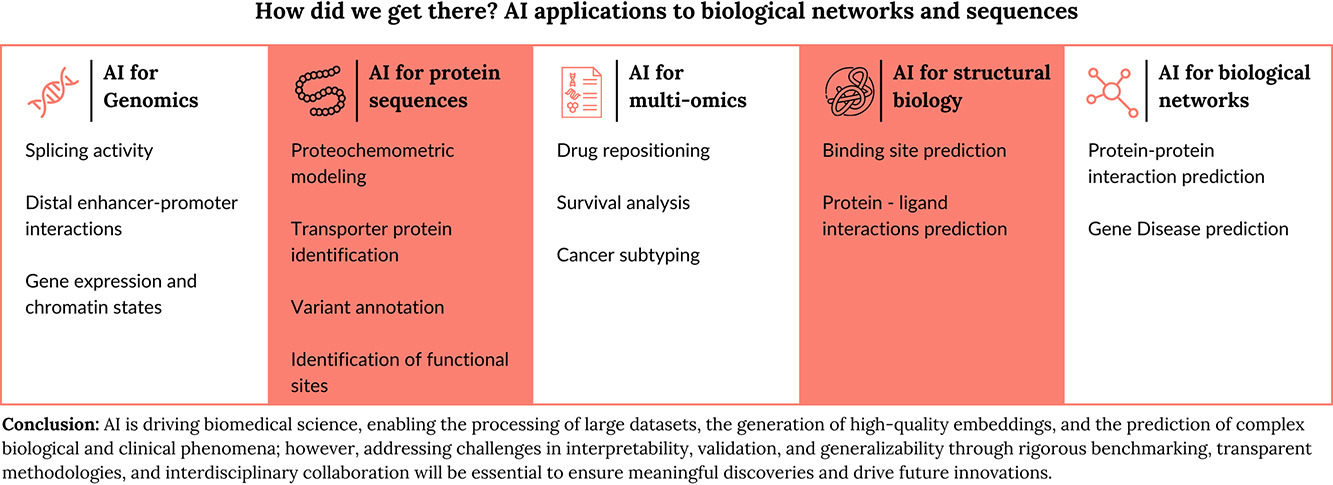 How did we get there? AI applications to biological networks and sequences
AI for
Genomics
Splicing activity
Distal enhancer-promoter
interactions
Gene expression and
chromatin states
AI for protein
sequences
Proteochemometric
modeling
Transporter protein
identification
Variant annotation
Identification of functional
sites
AI for
multi-omics
Drug repositioning
Survival analysis
Cancer subtyping
AI for structural
biology
Binding site prediction
Protein - ligand
interactions prediction
AI for biological
networks
Protein-protein
interaction prediction
Gene Disease prediction
Conclusion: AI is driving biomedical science, enabling the processing of large datasets, the generation of high-quality embeddings, and the prediction of complex
biological and clinical phenomena; however, addressing challenges in interpretability, validation, and generalizability through rigorous benchmarking, transparent
methodologies, and interdisciplinary collaboration will be essential to ensure meaningful discoveries and drive future innovations.